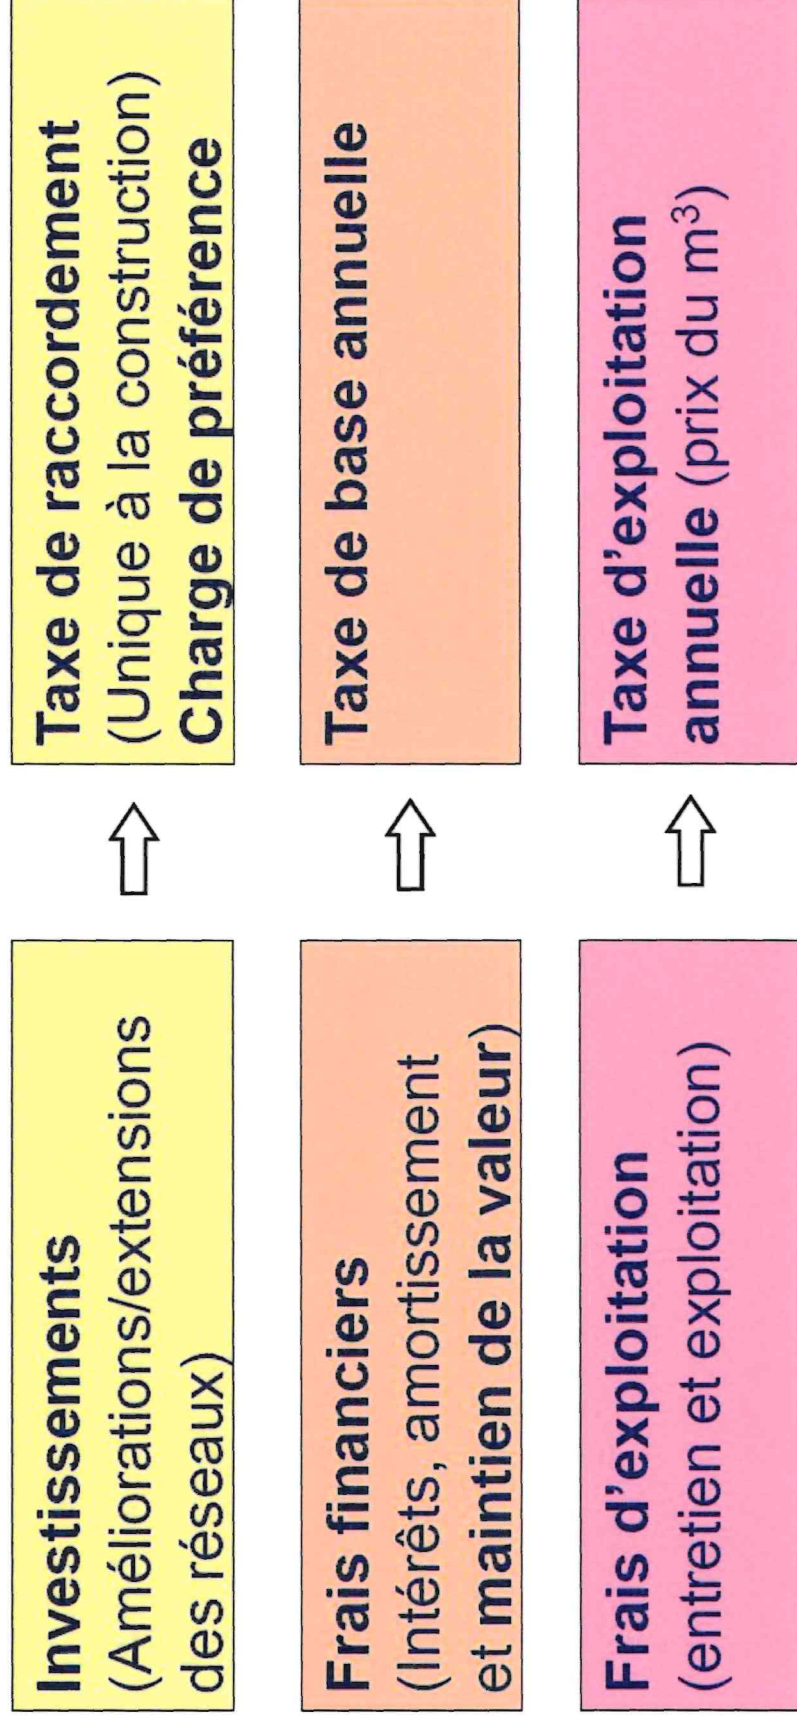 Investissements
(Améliorations/extensions
des réseaux)
Taxe de raccordement
(Unique à la construction)
Charge de préférence
Frais financiers
(Intérêts, amortissement
et maintien de la valeur)
Taxe de base annuelle
Frais d'exploitation
(entretien et exploitation)
Taxe d'exploitation
annuelle (prix du m³)